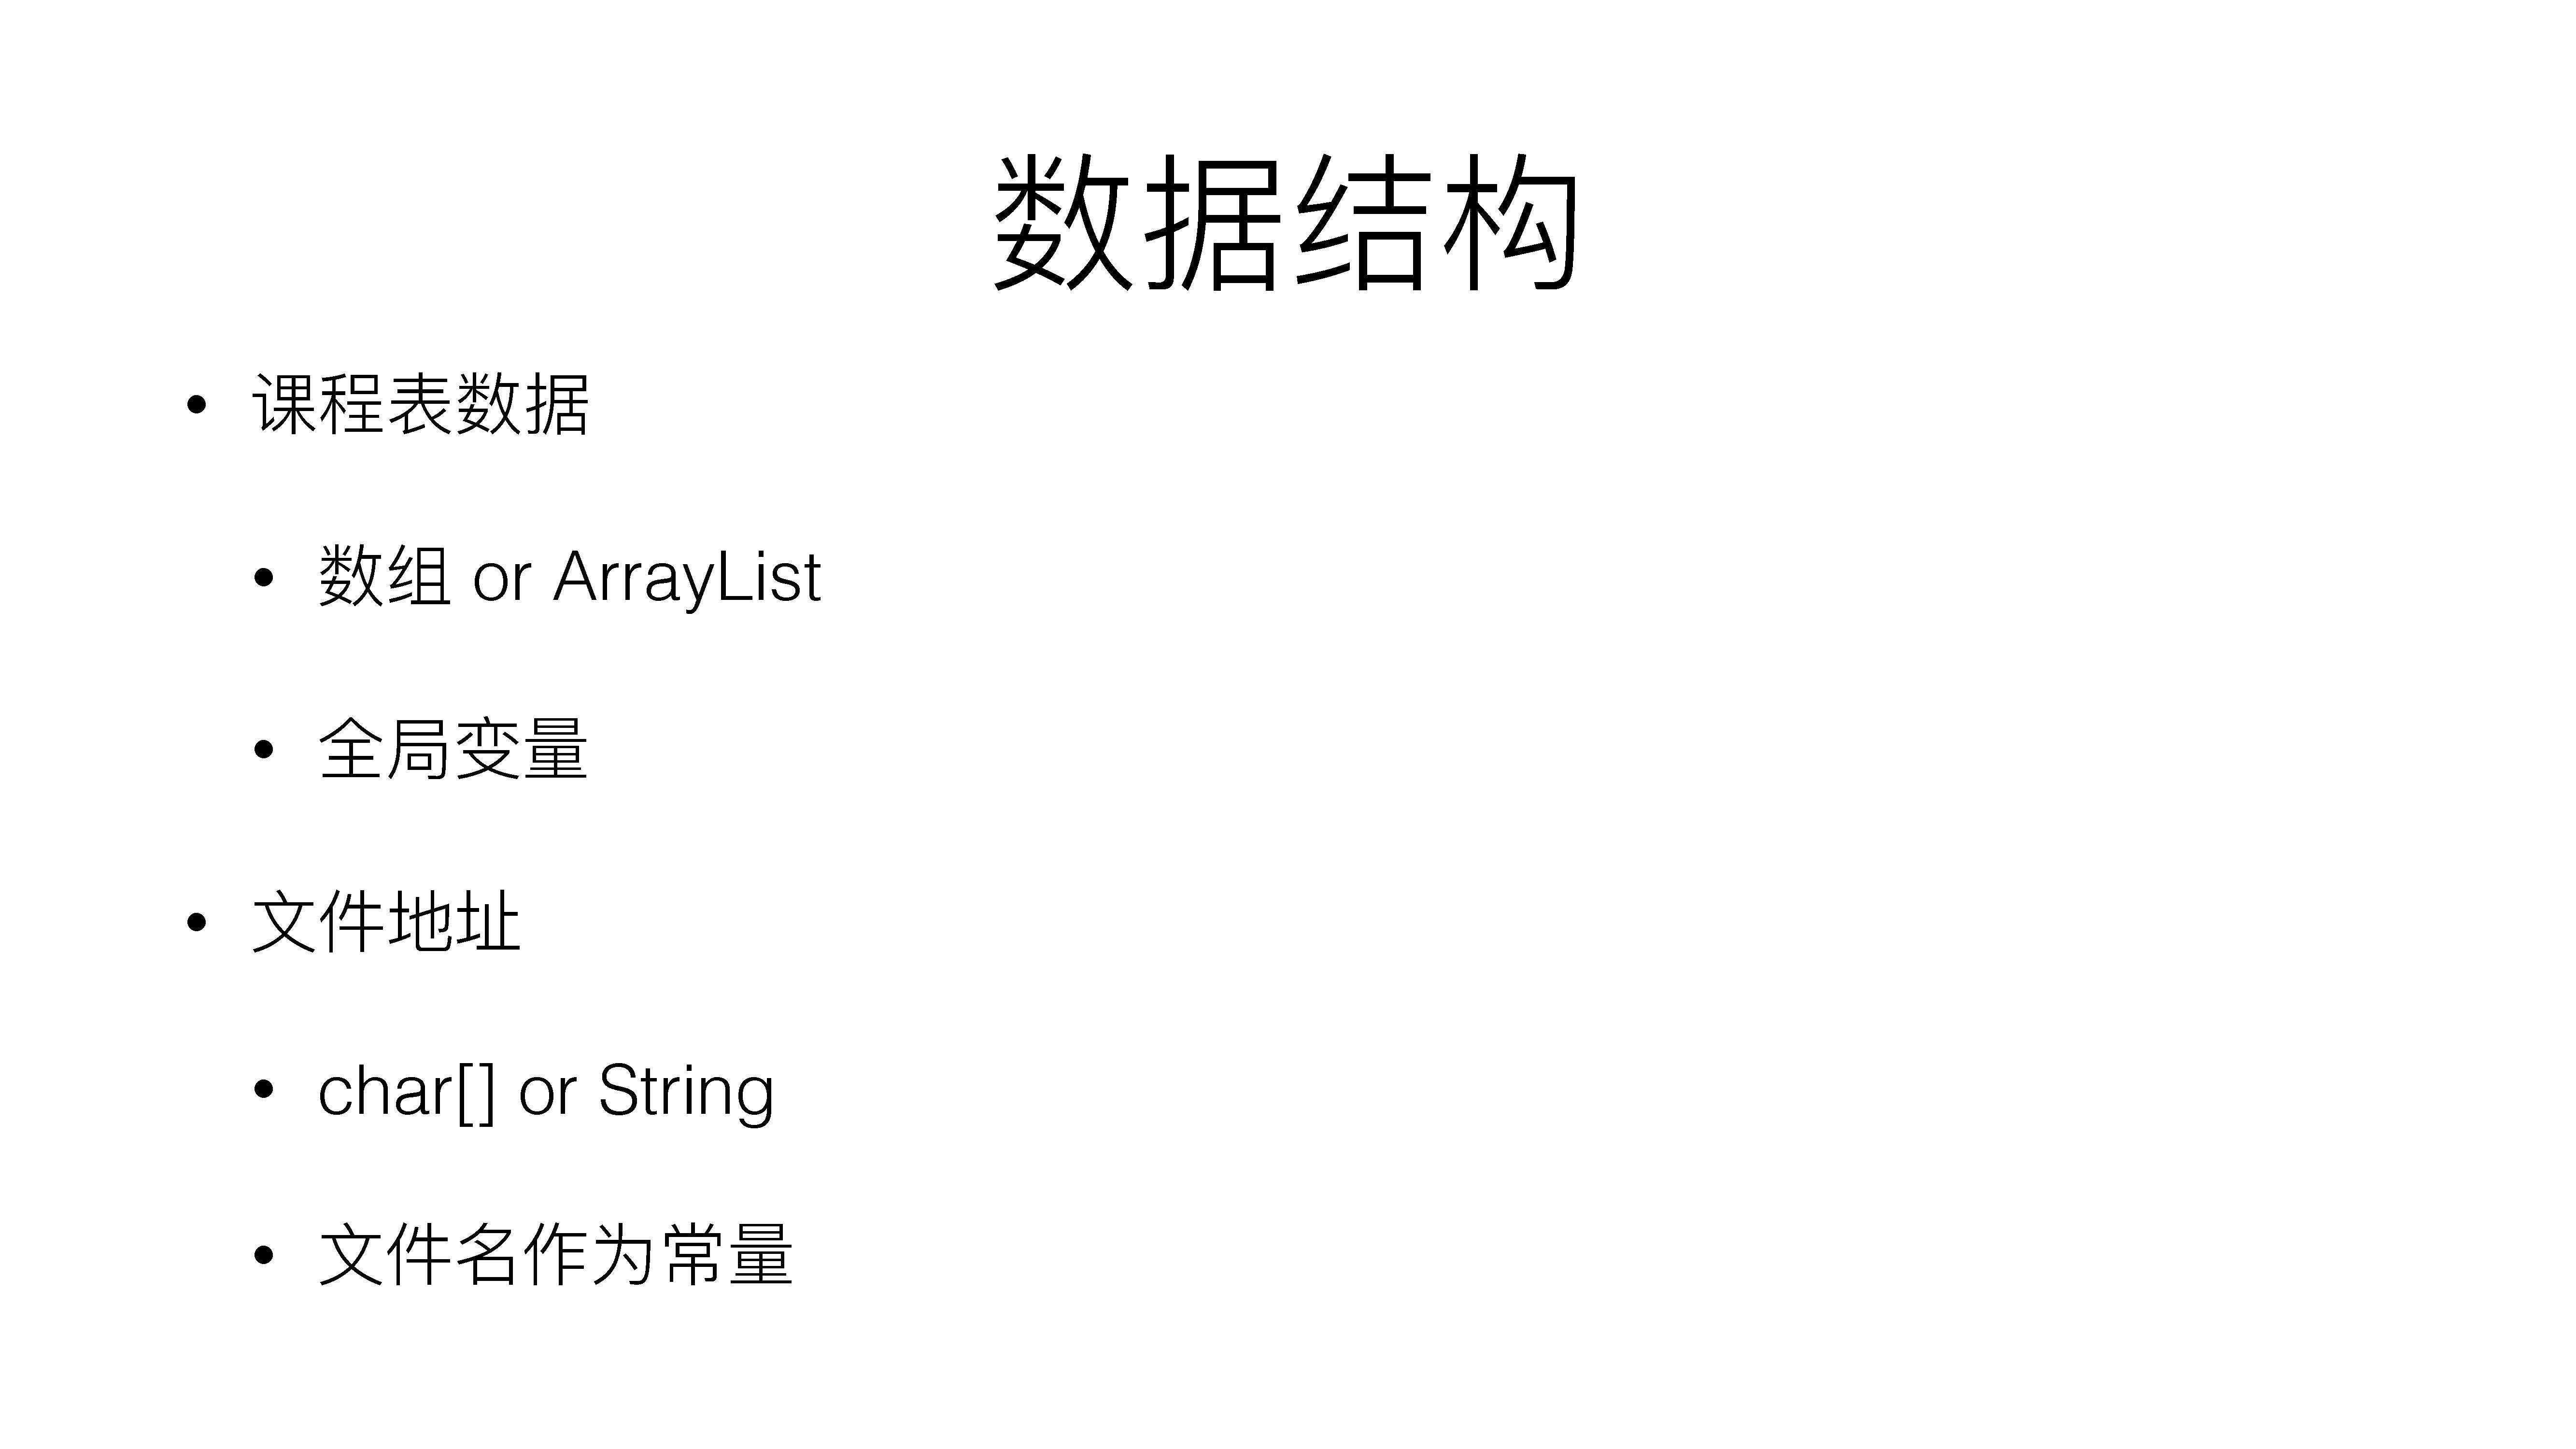 数据结构
• 课程表数据
• 数组 or ArrayList
• 全局变量
• 文件地址
• char[] or String
• 文件名作为常量